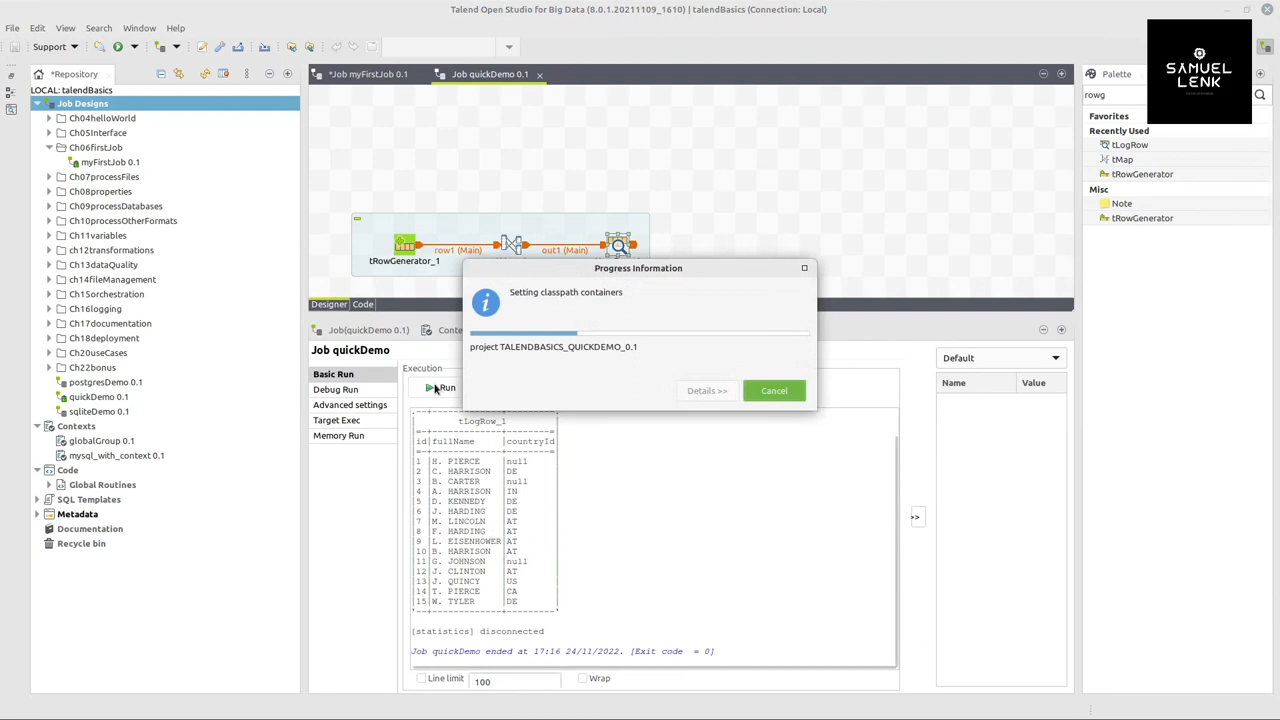 Talend Open Studio for Big Data (8.0.1.20211109_1610) | talendBasics (Connection: Local)
File Edit View Search Window Help
Support
*Repository
LOCAL: talendBasics
Job Designs
Ch04helloWorld
Ch05Interface
Ch06firstJob
myFirstJob 0.1
Ch07processFiles
Ch08properties
Ch09processDatabases
Ch10processOtherFormats
Ch11variables
ch12transformations
Ch13dataQuality
ch14fileManagement
Ch15orchestration
Ch16logging
Ch17documentation
Ch18deployment
Ch20useCases
Ch22bonus
postgresDemo 0.1
quickDemo 0.1
sqliteDemo 0.1
Contexts
globalGroup 0.1
mysql_with_context 0.1
Code
Global Routines
SQL Templates
Metadata
Documentation
Recycle bin
*Job myFirstJob 0.1
Job quickDemo 0.1
row1 (Main)
out1 (Main)
tRowGenerator_1
Designer Code
Progress Information
Setting classpath containers
project TALENDBASICS_QUICKDEMO_0.1
Details >>
Cancel
Job(quickDemo 0.1)
Conte
Job quickDemo
Basic Run
Debug Run
Advanced settings
Target Exec
Memory Run
Execution
Run
.--+------------+---------.
tLogRow_1
|=-+------------+--------=|
|id|fullName |countryId|
|=-+------------+--------=|
|1 |H. PIERCE |null |
|2 |C. HARRISON |DE |
|3 |B. CARTER |null |
|4 |A. HARRISON |IN |
|5 |D. KENNEDY |DE |
|6 |J. HARDING |DE |
|7 |M. LINCOLN |AT |
|8 |F. HARDING |AT |
|9 |L. EISENHOWER|AT |
|10|B. HARRISON |AT |
|11|G. JOHNSON |null |
|12|J. CLINTON |AT |
|13|J. QUINCY |US |
|14|T. PIERCE |CA |
|15|W. TYLER |DE |
'--+------------+---------'
[statistics] disconnected
Job quickDemo ended at 17:16 24/11/2022. [Exit code = 0]
Line limit
100
Wrap
>>
Default
Name Value
Palette
rowg
Favorites
Recently Used
tLogRow
tMap
tRowGenerator
Misc
Note
tRowGenerator
SAMUEL
LENK